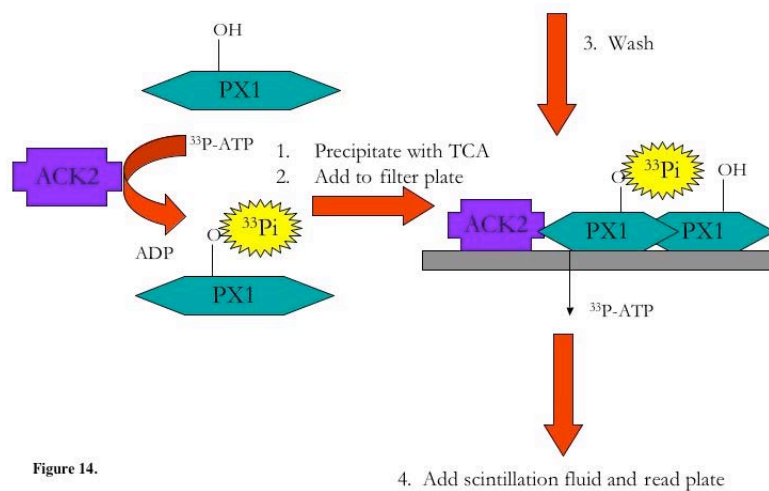 OH
PX1
³³P-ATP
ACK2
ADP
O
³³Pi
PX1
1. Precipitate with TCA
2. Add to filter plate
3. Wash
³³Pi
O
OH
ACK2
PX1
PX1
³³P-ATP
4. Add scintillation fluid and read plate
Figure 14.